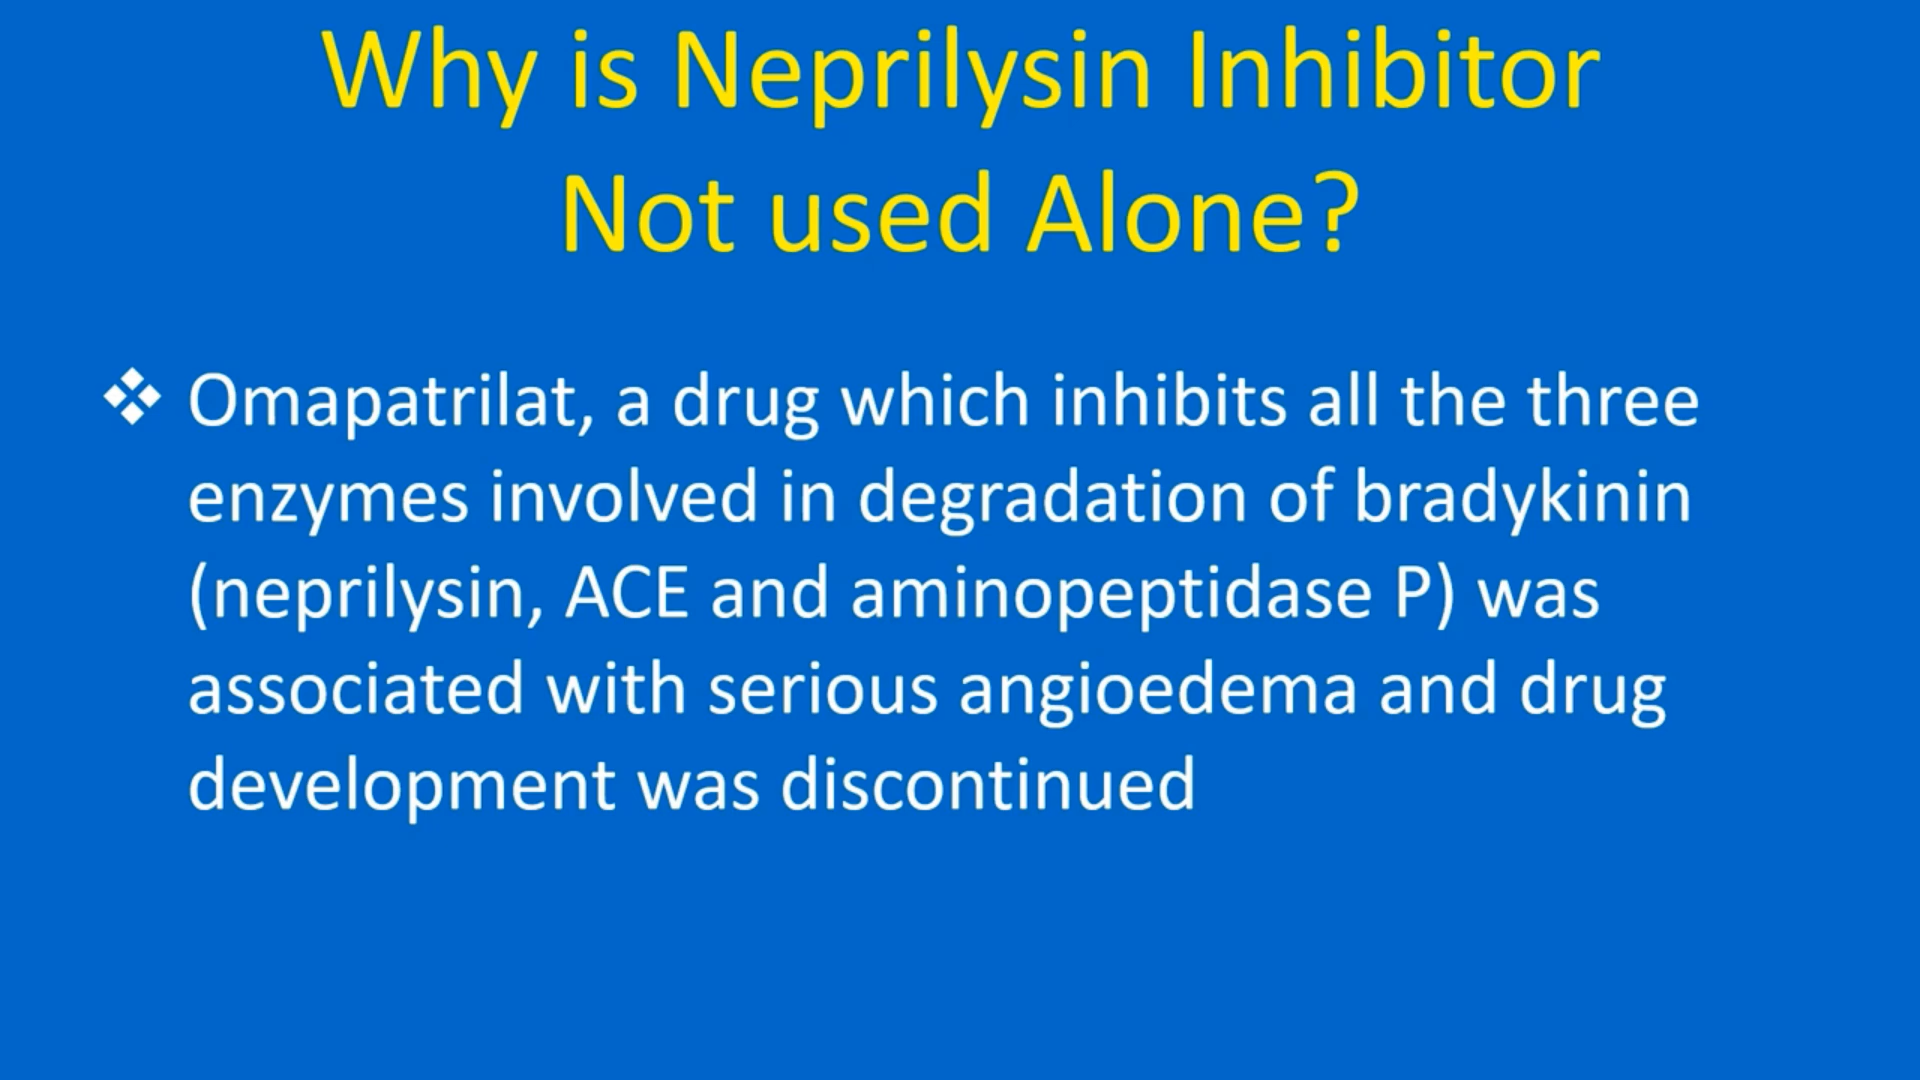 Why is Neprilysin Inhibitor
Not used Alone?
❖ Omapatrilat, a drug which inhibits all the three
enzymes involved in degradation of bradykinin
(neprilysin, ACE and aminopeptidase P) was
associated with serious angioedema and drug
development was discontinued